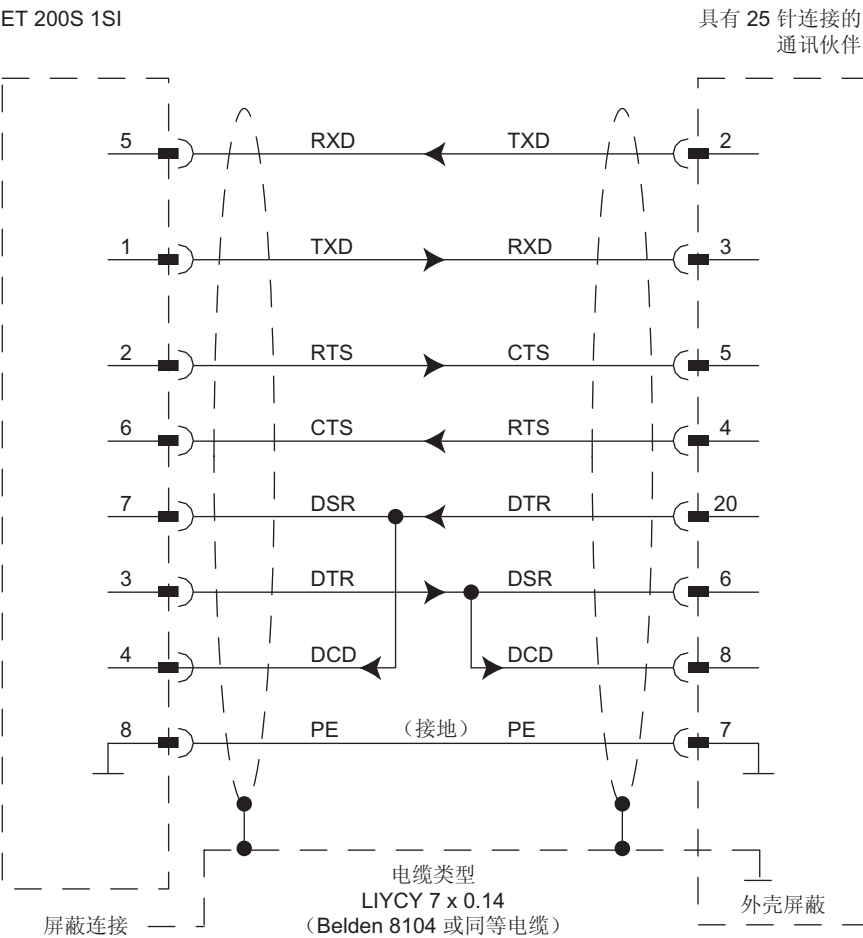 ET 200S 1SI
具有 25 针连接的
通讯伙伴
5 RXD TXD 2
1 TXD RXD 3
2 RTS CTS 5
6 CTS RTS 4
7 DSR DTR 20
3 DTR DSR 6
4 DCD DCD 8
8 PE （接地） PE 7
电缆类型
LIYCY 7 x 0.14
（Belden 8104 或同等电缆）
屏蔽连接
外壳屏蔽